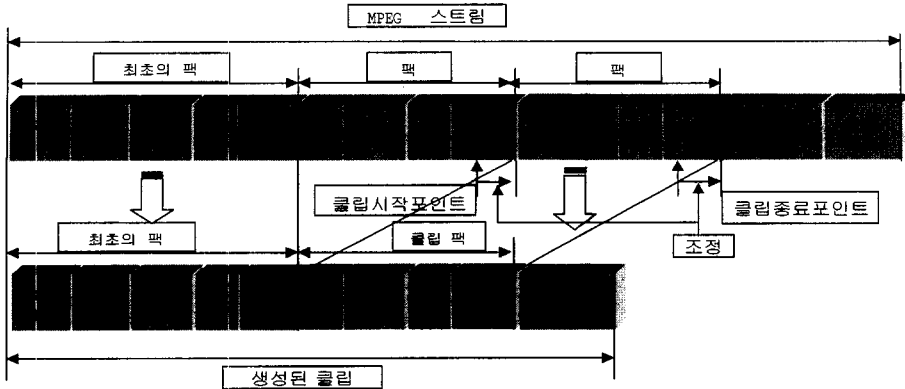 MPEG 스트림
최초의 팩
팩
팩
클립시작포인트
클립종료포인트
최초의 팩
클립 팩
조정
생성된 클립